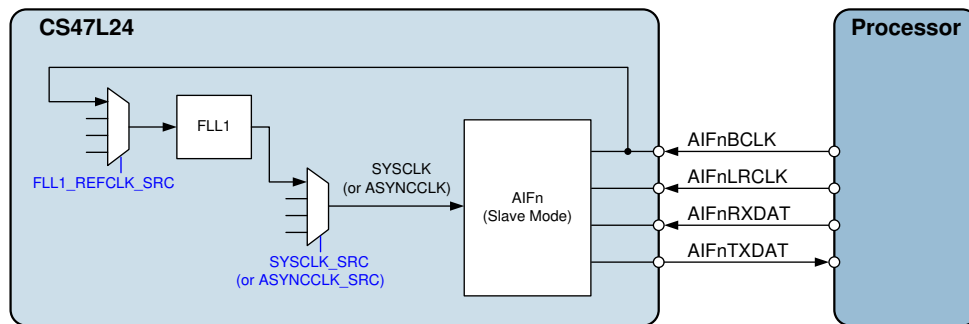 CS47L24
Processor
FLL1
FLL1_REFCLK_SRC
SYSCLK
(or ASYNCCLK)
SYSCLK_SRC
(or ASYNCCLK_SRC)
AIFn
(Slave Mode)
AIFnBCLK
AIFnLRCLK
AIFnRXDAT
AIFnTXDAT